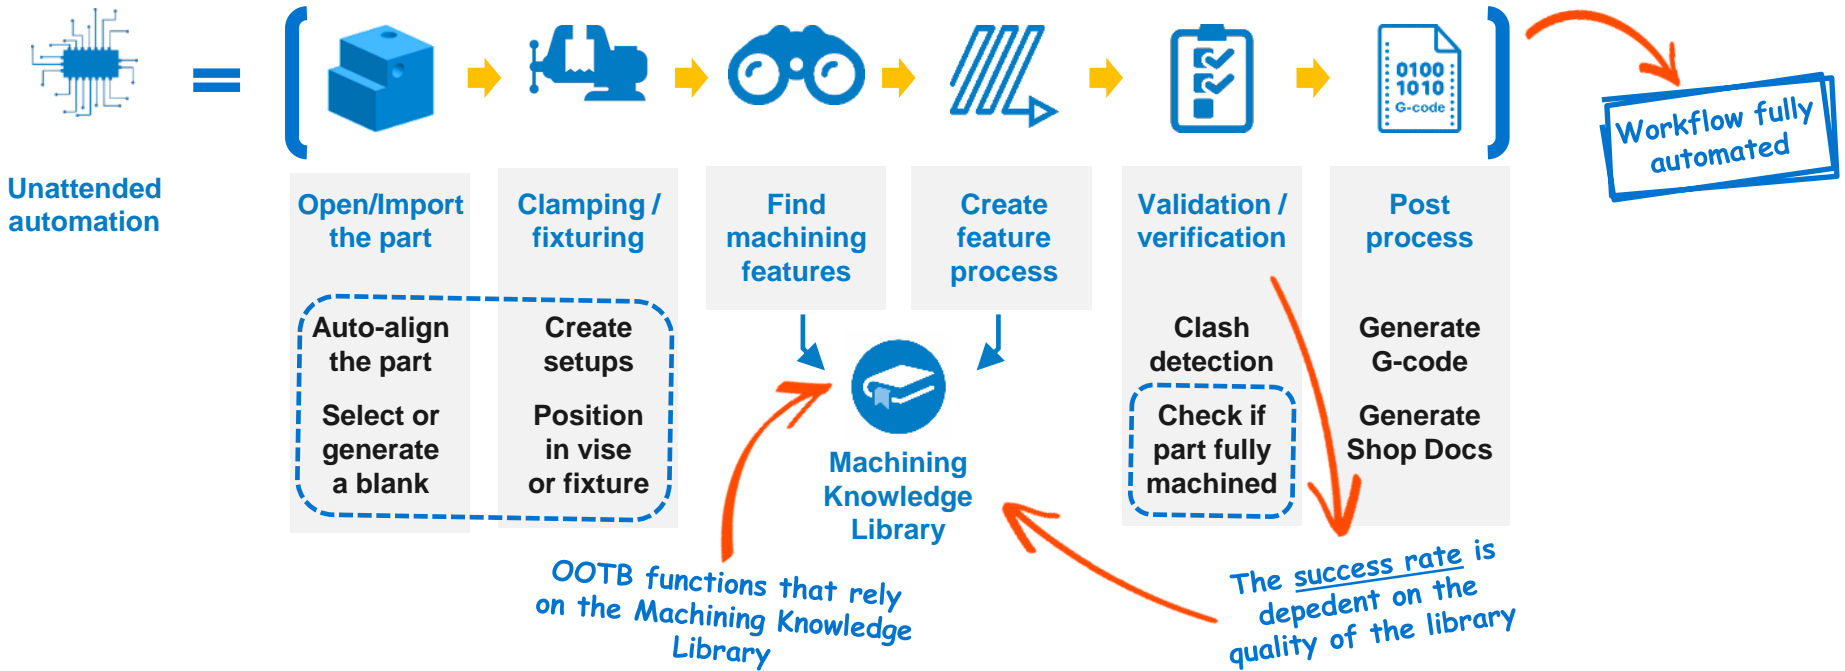 Unattended
automation
0100
1010
G-code
Workflow fully
automated
Open/Import
the part
Clamping /
fixturing
Find
machining
features
Create
feature
process
Validation /
verification
Post
process
Auto-align
the part
Select or
generate
a blank
Create
setups
Position
in vise
or fixture
Machining
Knowledge
Library
Clash
detection
Check if
part fully
machined
Generate
G-code
Generate
Shop Docs
OOTB functions that rely
on the Machining Knowledge
Library
The success rate is
depedent on the
quality of the library